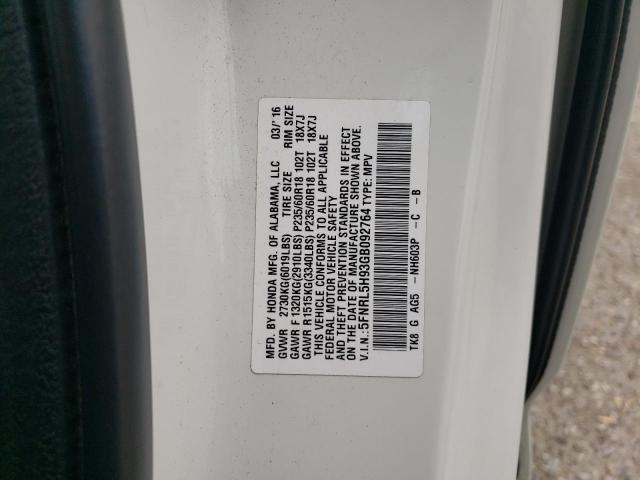 MFD. BY HONDA MFG. OF ALABAMA, LLC 03/'16
GVWR 2730KG(6019LBS) TIRE SIZE RIM SIZE
GAWR F 1320KG(2910LBS) P235/60R18 102T 18X7J
GAWR R 1515KG(3340LBS) P235/60R18 102T 18X7J
THIS VEHICLE CONFORMS TO ALL APPLICABLE
FEDERAL MOTOR VEHICLE SAFETY
AND THEFT PREVENTION STANDARDS IN EFFECT
ON THE DATE OF MANUFACTURE SHOWN ABOVE.
V.I.N.:5FNRL5H93GB092764 TYPE: MPV
TK8 G AG5 -NH603P -C -B